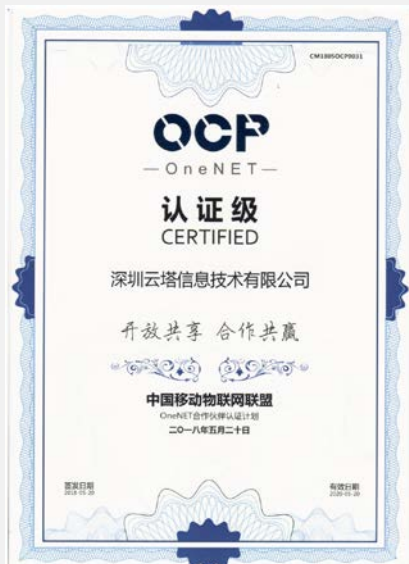 CM1805OCP0031
OCP
OneNET
认证级
CERTIFIED
深圳云塔信息技术有限公司
开放共享 合作共赢
中国移动物联网联盟
OneNET合作伙伴认证计划
二〇一八年五月二十日
签发日期
2018-05-20
有效日期
2020-05-20